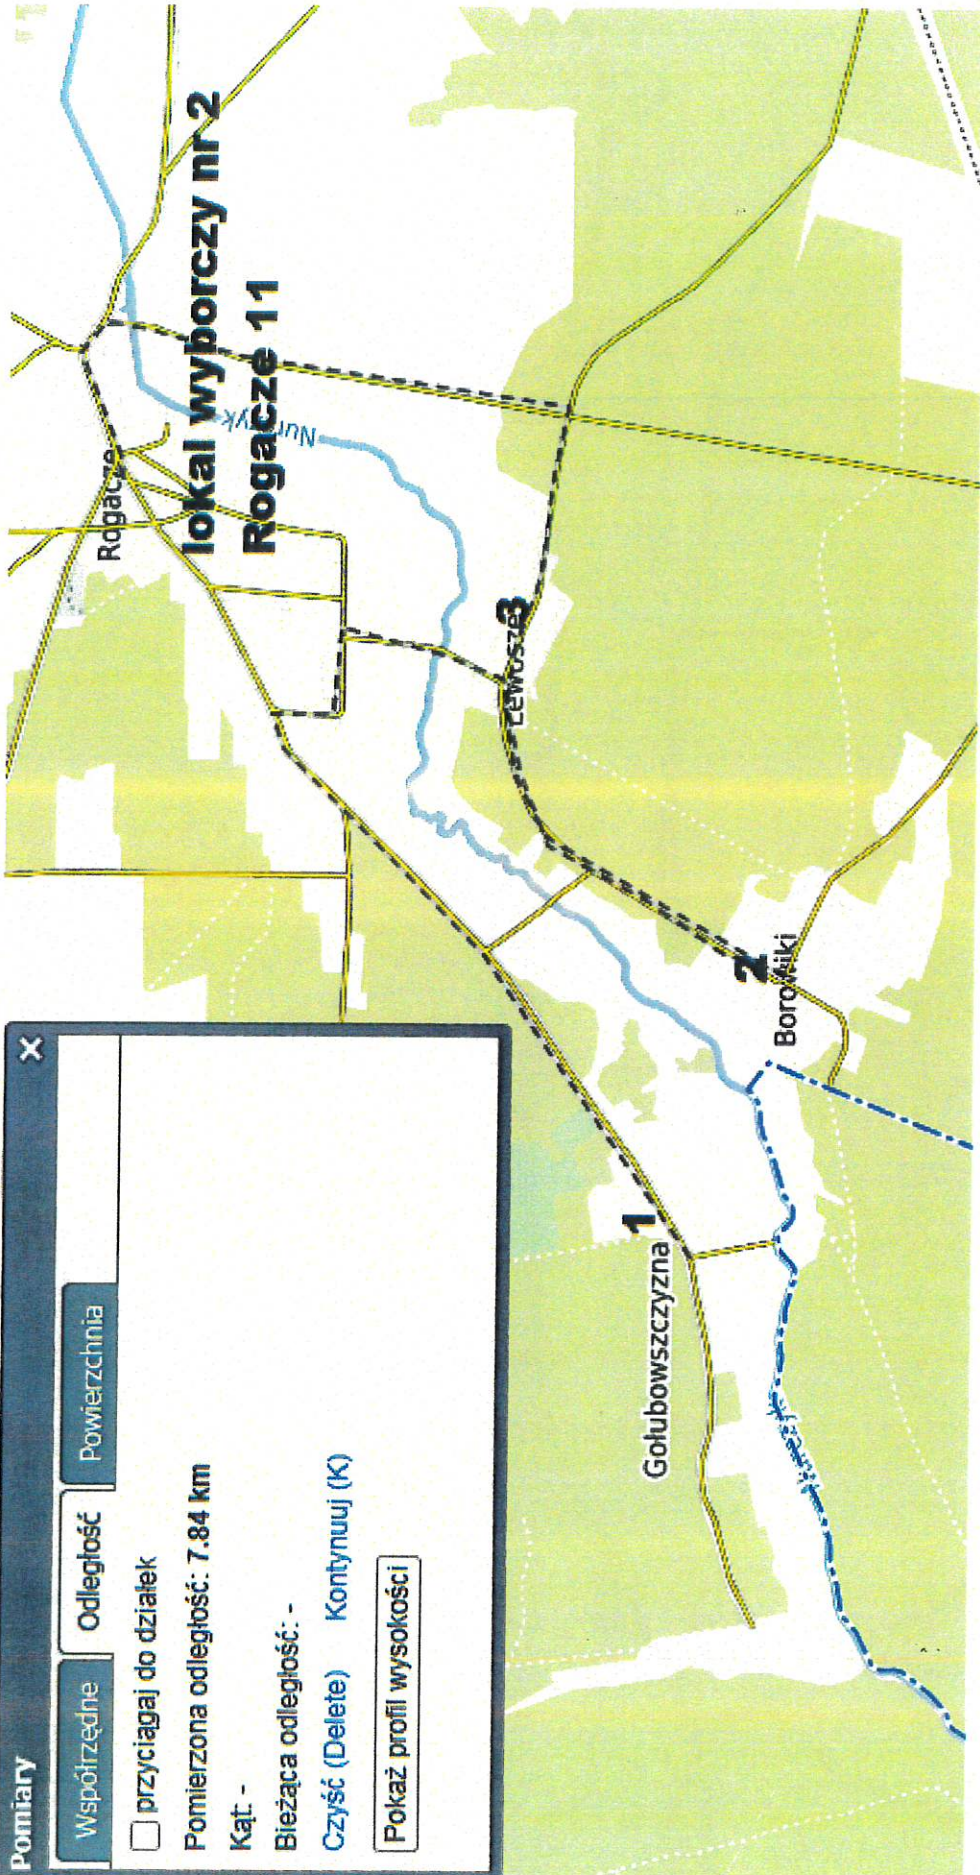 Pomiary
X
Współrzędne
Odległość
Powierzchnia
przyciągaj do działek
Pomierzona odległość: 7.84 km
Kąt: -
Bieżąca odległość: -
Czyść (Delete) Kontynuuj (K)
Pokaż profil wysokości
Rogacze
lokal wyborczy nr 2
Rogacze 11
Lewosze
3
2
Borowiki
1
Gołubowszczyzna